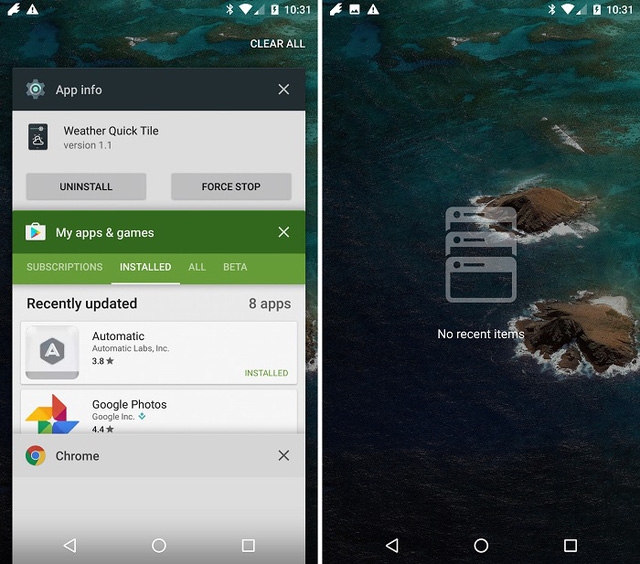 10:31
CLEAR ALL
App info
Weather Quick Tile
version 1.1
UNINSTALL
FORCE STOP
My apps & games
SUBSCRIPTIONS
INSTALLED
ALL
BETA
Recently updated
8 apps
Automatic
Automatic Labs, Inc.
3.8
INSTALLED
Google Photos
Google Inc.
4.4
Chrome
10:31
No recent items